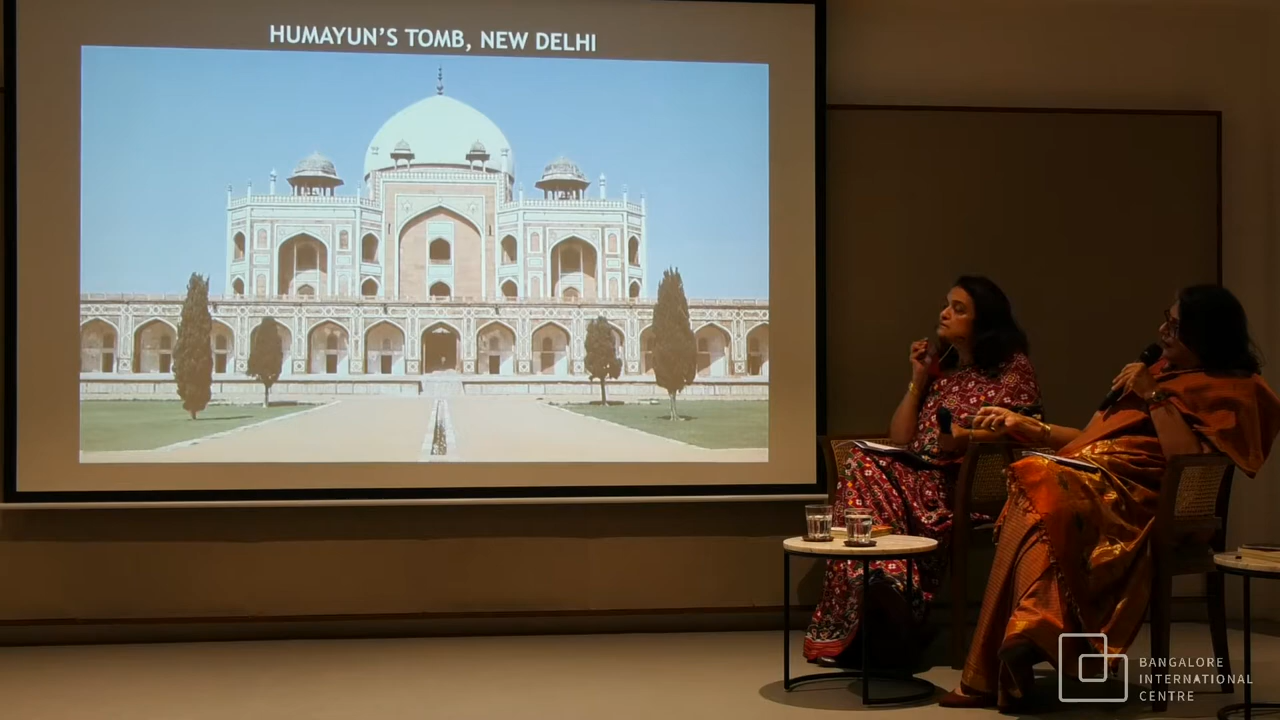 HUMAYUN'S TOMB, NEW DELHI
BANGALORE
INTERNATIONAL
CENTRE